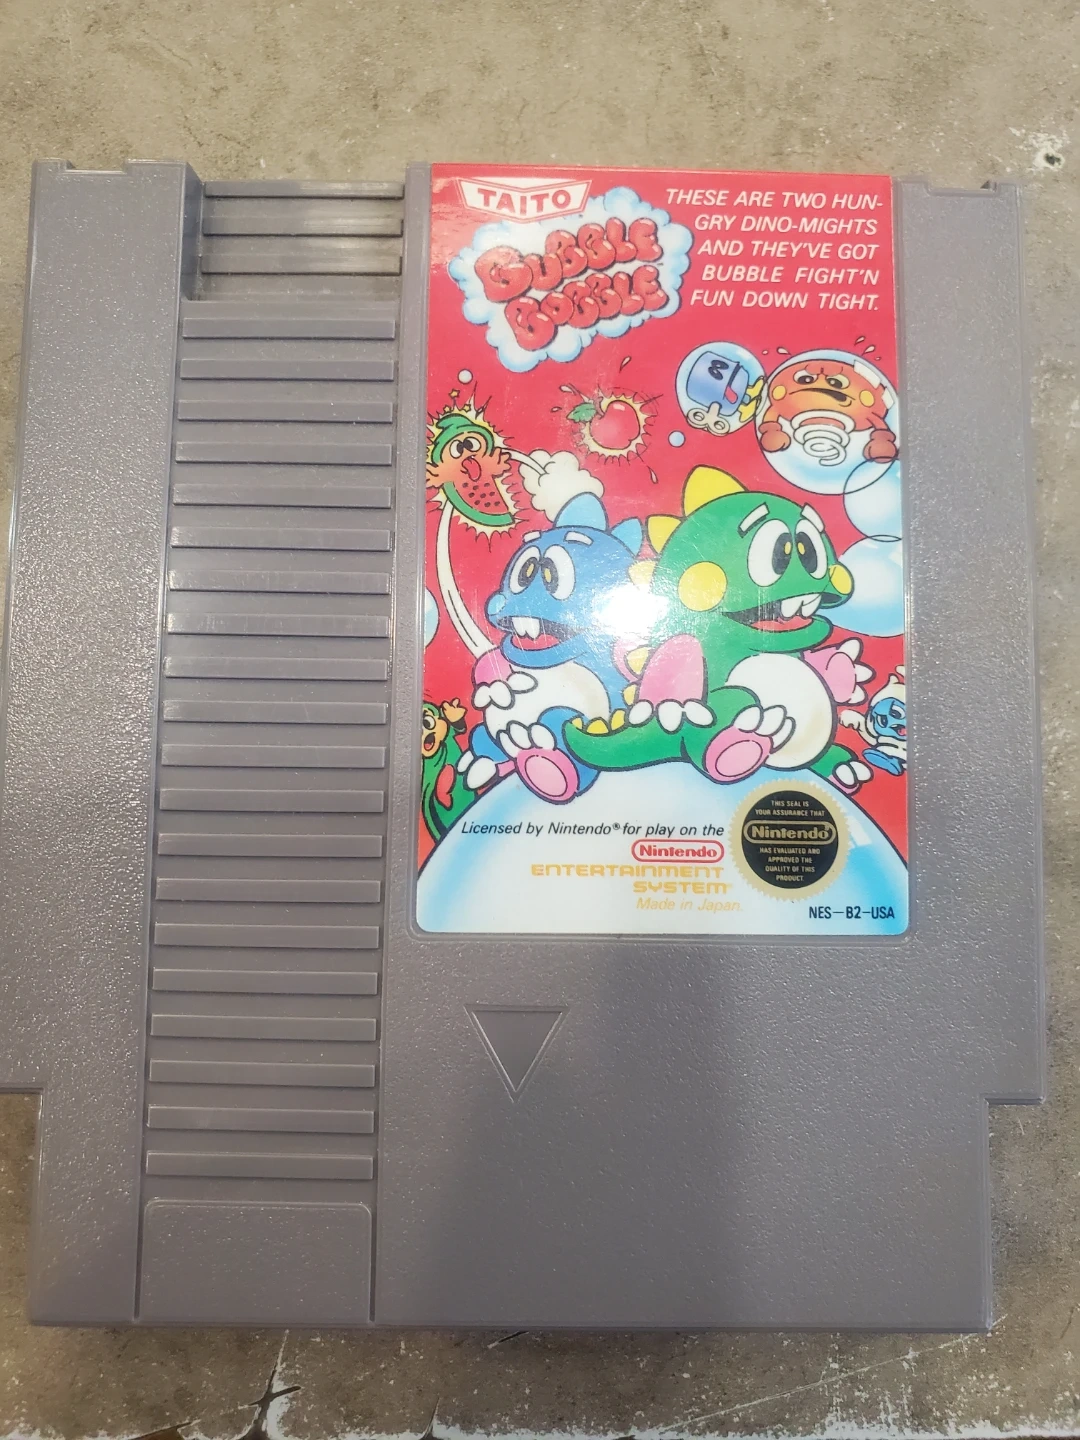 TAITO
BUBBLE
BOBBLE
THESE ARE TWO HUN-
GRY DINO-MIGHTS
AND THEY'VE GOT
BUBBLE FIGHT'N
FUN DOWN TIGHT.
Licensed by Nintendo® for play on the
Nintendo®
ENTERTAINMENT
SYSTEM™
Made in Japan.
THIS SEAL IS
YOUR ASSURANCE THAT
Nintendo®
HAS EVALUATED AND
APPROVED THE
QUALITY OF THIS
PRODUCT.
NES-B2-USA